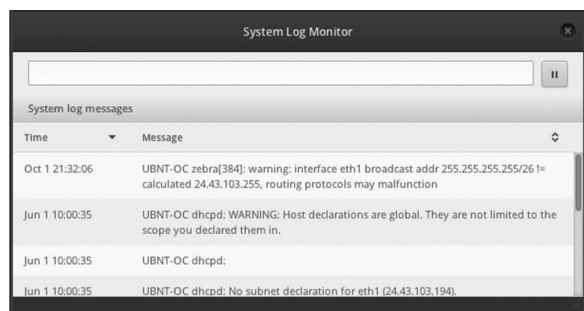 System Log Monitor
System log messages
Time Message
Oct 1 21:32:06 UBNT-OC zebra[384]: warning: interface eth1 broadcast addr 255.255.255.255/26 !=
calculated 24.43.103.255, routing protocols may malfunction
Jun 1 10:00:35 UBNT-OC dhcpd: WARNING: Host declarations are global. They are not limited to the
scope you declared them in.
Jun 1 10:00:35 UBNT-OC dhcpd:
Jun 1 10:00:35 UBNT-OC dhcpd: No subnet declaration for eth1 (24.43.103.194).